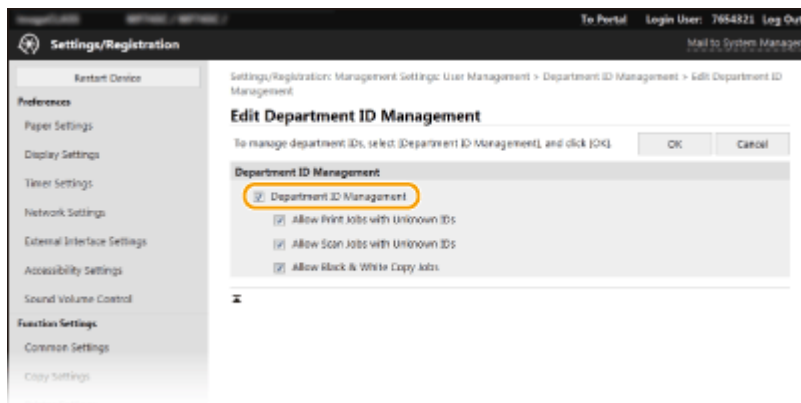 To Portal Login User: 7654321 Log Out
Settings/Registration
Mail to System Manager
Restart Device
Preferences
Paper Settings
Display Settings
Timer Settings
Network Settings
External Interface Settings
Accessibility Settings
Sound Volume Control
Function Settings
Common Settings
Copy Settings
Settings/Registration: Management Settings: User Management > Department ID Management > Edit Department ID
Management
Edit Department ID Management
To manage department IDs, select [Department ID Management], and click [OK].
OK
Cancel
Department ID Management
Department ID Management
Allow Print Jobs with Unknown IDs
Allow Scan Jobs with Unknown IDs
Allow Black & White Copy Jobs